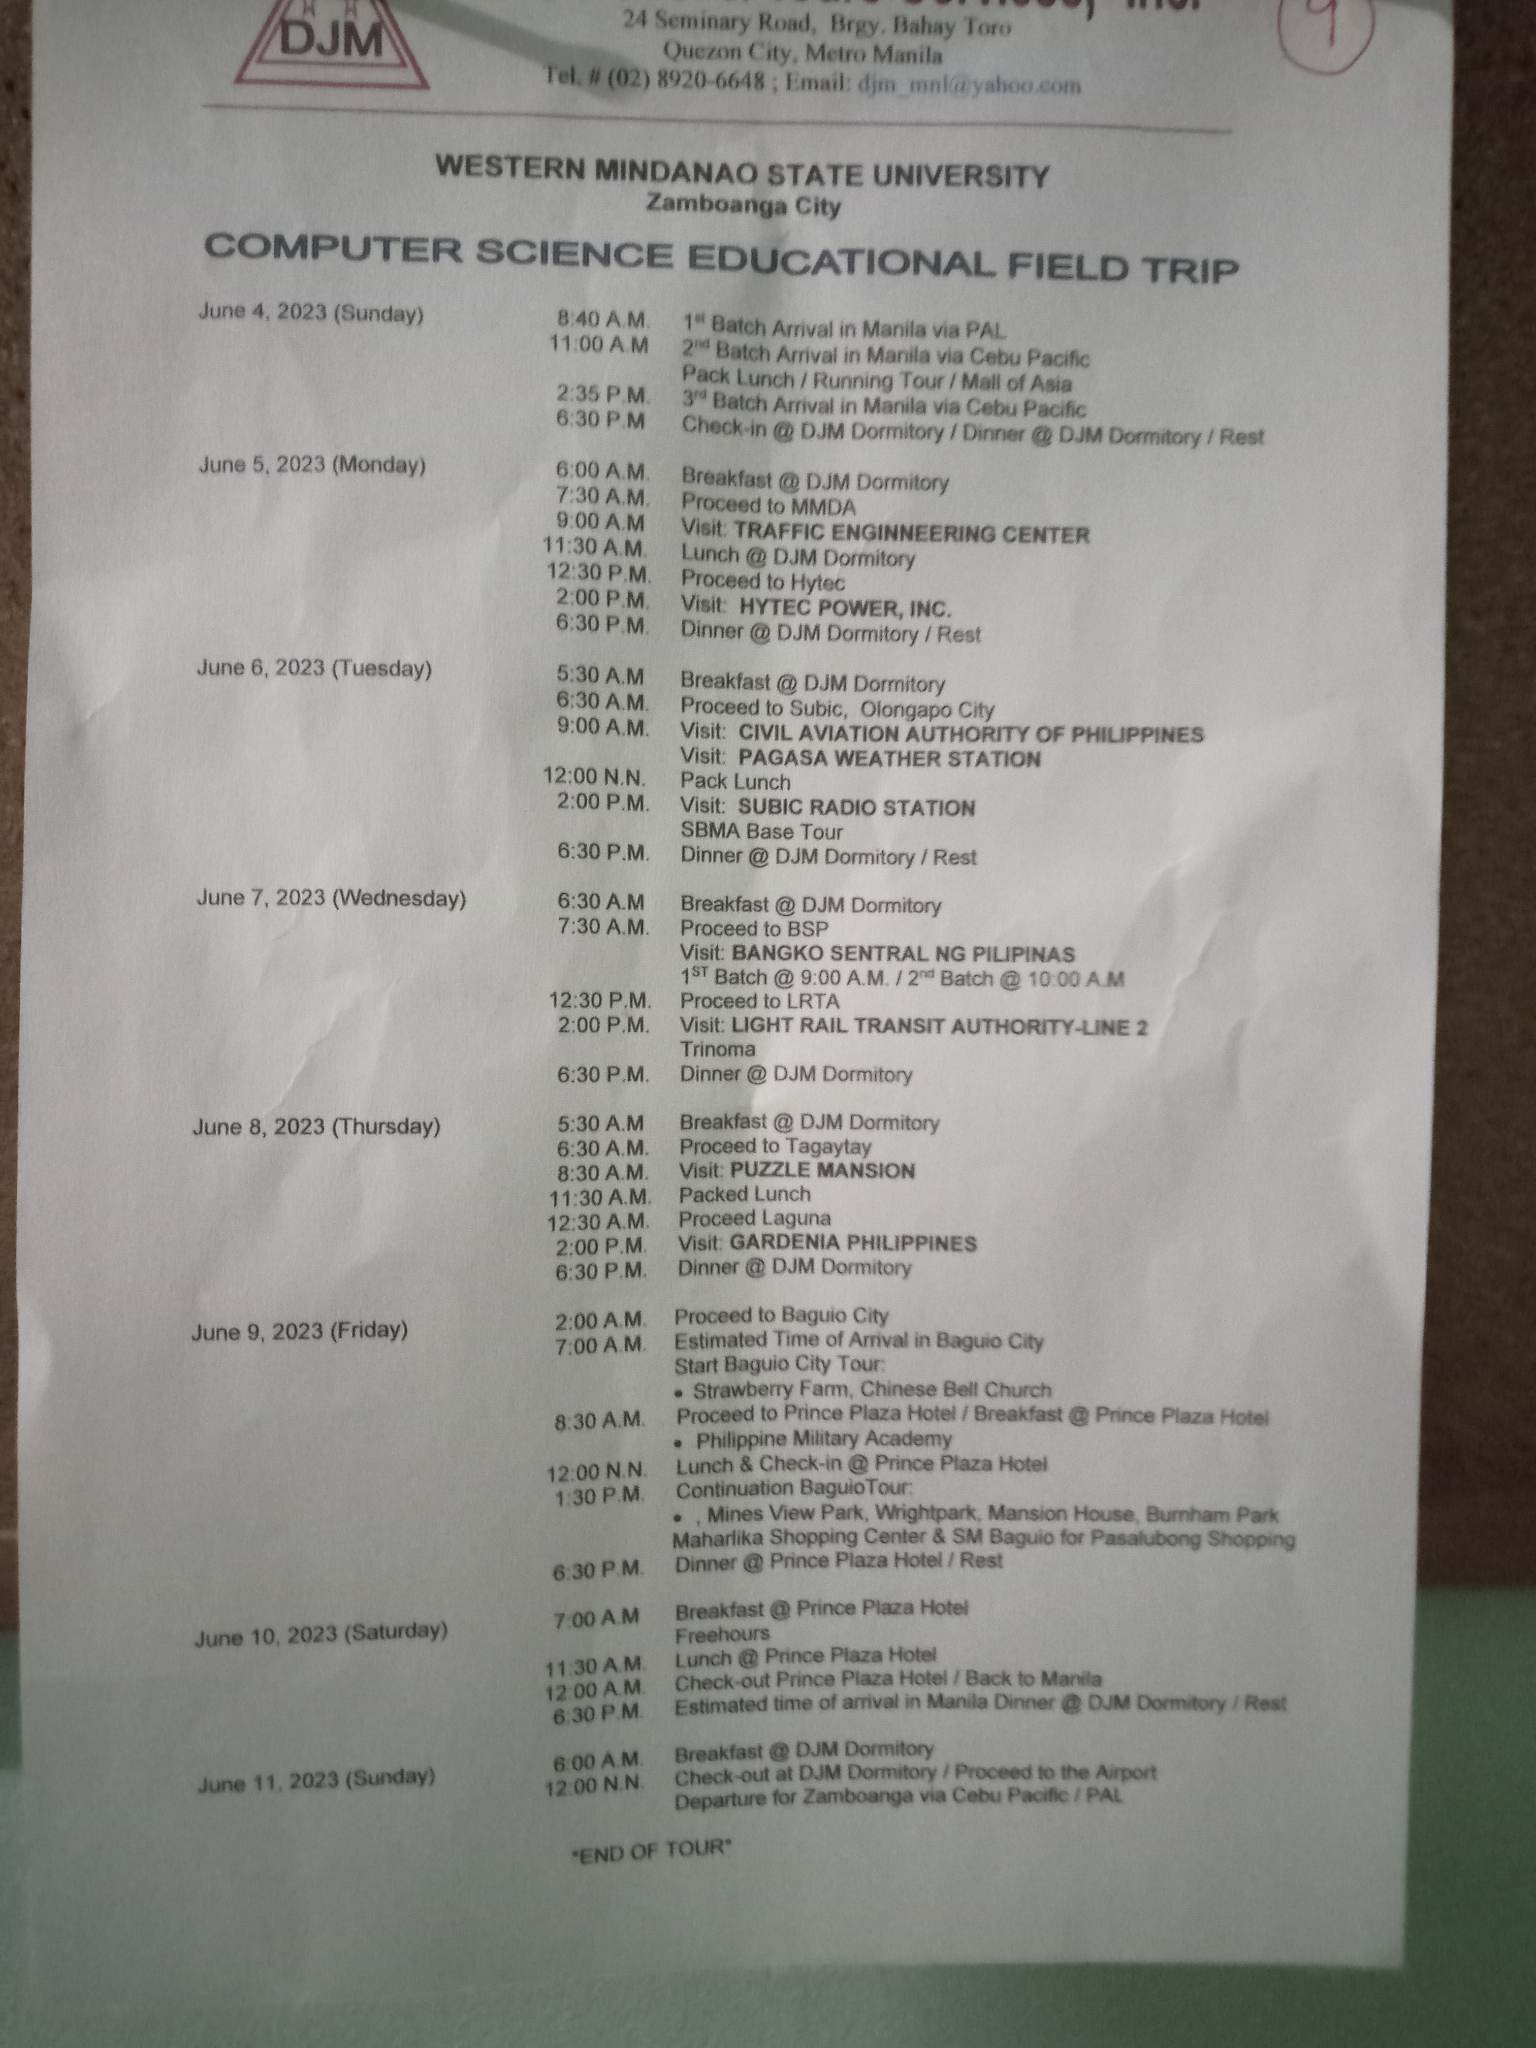 DJM
24 Seminary Road, Brgy. Bahay Toro
Quezon City, Metro Manila
Tel. # (02) 8920-6648 ; Email: djm_mnl@yahoo.com
9
WESTERN MINDANAO STATE UNIVERSITY
Zamboanga City
COMPUTER SCIENCE EDUCATIONAL FIELD TRIP
June 4, 2023 (Sunday) 8:40 A.M. 1st Batch Arrival in Manila via PAL
11:00 A.M 2nd Batch Arrival in Manila via Cebu Pacific
Pack Lunch / Running Tour / Mall of Asia
2:35 P.M. 3rd Batch Arrival in Manila via Cebu Pacific
6:30 P.M Check-in @ DJM Dormitory / Dinner @ DJM Dormitory / Rest
June 5, 2023 (Monday) 6:00 A.M. Breakfast @ DJM Dormitory
7:30 A.M. Proceed to MMDA
9:00 A.M Visit: TRAFFIC ENGINNEERING CENTER
11:30 A.M. Lunch @ DJM Dormitory
12:30 P.M. Proceed to Hytec
2:00 P.M. Visit: HYTEC POWER, INC.
6:30 P.M. Dinner @ DJM Dormitory / Rest
June 6, 2023 (Tuesday) 5:30 A.M Breakfast @ DJM Dormitory
6:30 A.M. Proceed to Subic, Olongapo City
9:00 A.M. Visit: CIVIL AVIATION AUTHORITY OF PHILIPPINES
Visit: PAGASA WEATHER STATION
12:00 N.N. Pack Lunch
2:00 P.M. Visit: SUBIC RADIO STATION
SBMA Base Tour
6:30 P.M. Dinner @ DJM Dormitory / Rest
June 7, 2023 (Wednesday) 6:30 A.M Breakfast @ DJM Dormitory
7:30 A.M. Proceed to BSP
Visit: BANGKO SENTRAL NG PILIPINAS
1ST Batch @ 9:00 A.M. / 2nd Batch @ 10:00 A.M
12:30 P.M. Proceed to LRTA
2:00 P.M. Visit: LIGHT RAIL TRANSIT AUTHORITY-LINE 2
Trinoma
6:30 P.M. Dinner @ DJM Dormitory
June 8, 2023 (Thursday) 5:30 A.M Breakfast @ DJM Dormitory
6:30 A.M. Proceed to Tagaytay
8:30 A.M. Visit: PUZZLE MANSION
11:30 A.M. Packed Lunch
12:30 A.M. Proceed Laguna
2:00 P.M. Visit: GARDENIA PHILIPPINES
6:30 P.M. Dinner @ DJM Dormitory
June 9, 2023 (Friday) 2:00 A.M. Proceed to Baguio City
7:00 A.M. Estimated Time of Arrival in Baguio City
Start Baguio City Tour:
• Strawberry Farm, Chinese Bell Church
8:30 A.M. Proceed to Prince Plaza Hotel / Breakfast @ Prince Plaza Hotel
• Philippine Military Academy
12:00 N.N. Lunch & Check-in @ Prince Plaza Hotel
1:30 P.M. Continuation BaguioTour:
• , Mines View Park, Wrightpark, Mansion House, Burnham Park
Maharlika Shopping Center & SM Baguio for Pasalubong Shopping
6:30 P.M. Dinner @ Prince Plaza Hotel / Rest
June 10, 2023 (Saturday) 7:00 A.M Breakfast @ Prince Plaza Hotel
Freehours
11:30 A.M. Lunch @ Prince Plaza Hotel
12:00 A.M. Check-out Prince Plaza Hotel / Back to Manila
6:30 P.M. Estimated time of arrival in Manila Dinner @ DJM Dormitory / Rest
June 11, 2023 (Sunday) 6:00 A.M. Breakfast @ DJM Dormitory
12:00 N.N. Check-out at DJM Dormitory / Proceed to the Airport
Departure for Zamboanga via Cebu Pacific / PAL
*END OF TOUR*